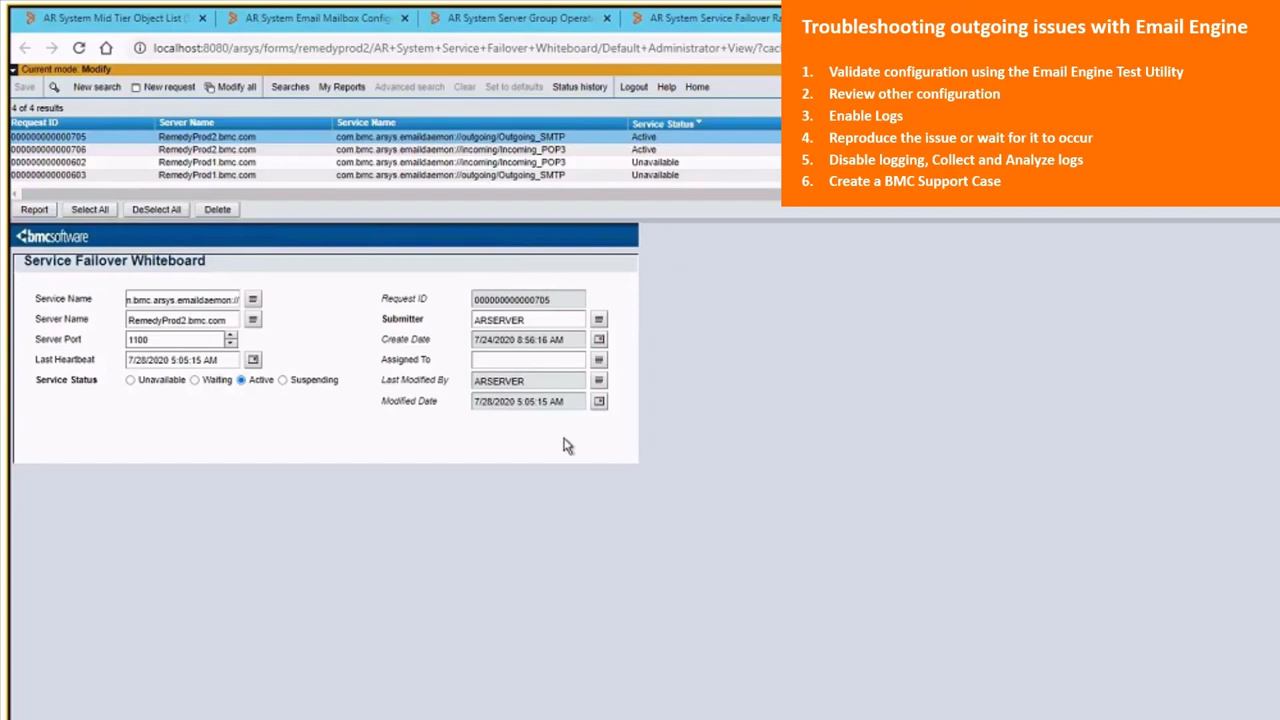 AR System Mid Tier Object List (S
AR System Email Mailbox Config
AR System Server Group Operat
AR System Service Failover Ra
localhost:8080/arsys/forms/remedyprod2/AR+System+Service+Failover+Whiteboard/Default+Administrator+View/?cac
Current mode: Modify
Save New search New request Modify all Searches My Reports Advanced search Clear Set to defaults Status history Logout Help Home
4 of 4 results
Request ID Server Name Service Name Service Status
000000000000705 RemedyProd2.bmc.com com.bmc.arsys.emaildaemon://outgoing/Outgoing_SMTP Active
000000000000706 RemedyProd2.bmc.com com.bmc.arsys.emaildaemon://incoming/Incoming_POP3 Active
000000000000602 RemedyProd1.bmc.com com.bmc.arsys.emaildaemon://incoming/Incoming_POP3 Unavailable
000000000000603 RemedyProd1.bmc.com com.bmc.arsys.emaildaemon://outgoing/Outgoing_SMTP Unavailable
Report Select All DeSelect All Delete
bmcsoftware
Service Failover Whiteboard
Service Name n.bmc.arsys.emaildaemon://
Server Name RemedyProd2.bmc.com
Server Port 1100
Last Heartbeat 7/28/2020 5:05:15 AM
Service Status Unavailable Waiting Active Suspending
Request ID 000000000000705
Submitter ARSERVER
Create Date 7/24/2020 8:56:16 AM
Assigned To
Last Modified By ARSERVER
Modified Date 7/28/2020 5:05:15 AM
Troubleshooting outgoing issues with Email Engine
1. Validate configuration using the Email Engine Test Utility
2. Review other configuration
3. Enable Logs
4. Reproduce the issue or wait for it to occur
5. Disable logging, Collect and Analyze logs
6. Create a BMC Support Case